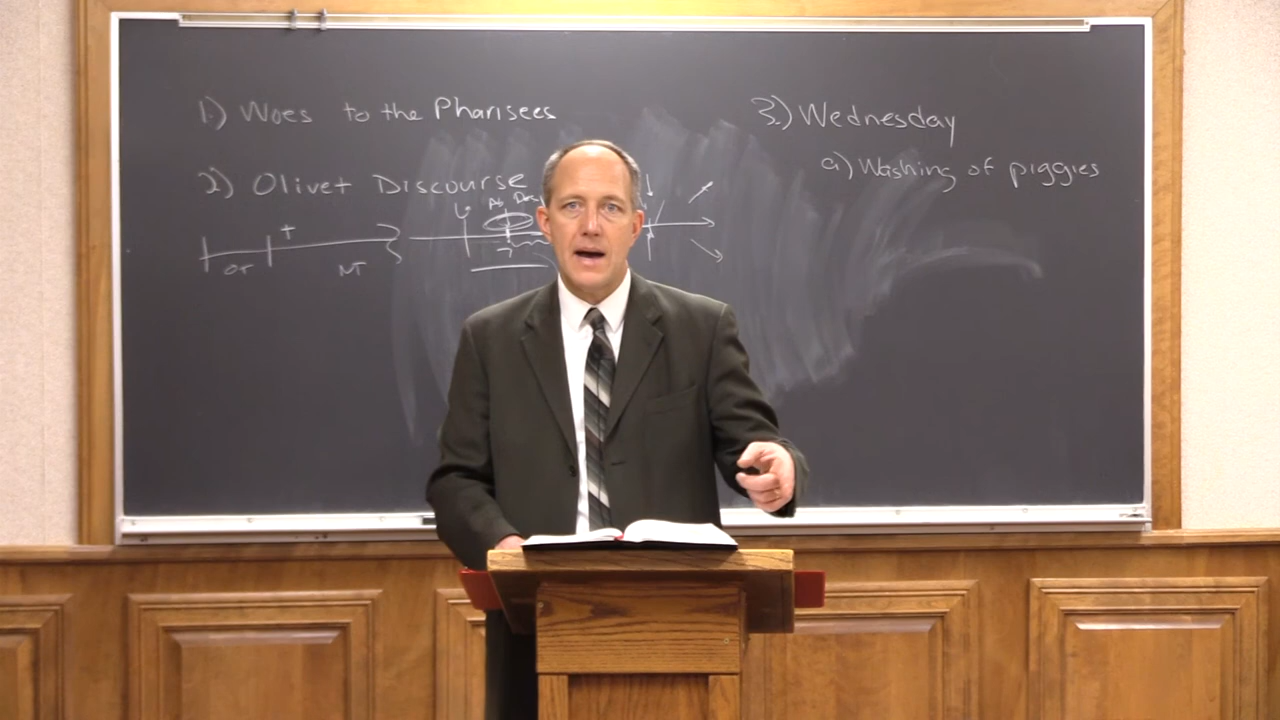 1.) Woes to the Pharisees
2.) Olivet Discourse
OT
NT
3.) Wednesday
a.) Washing of piggies